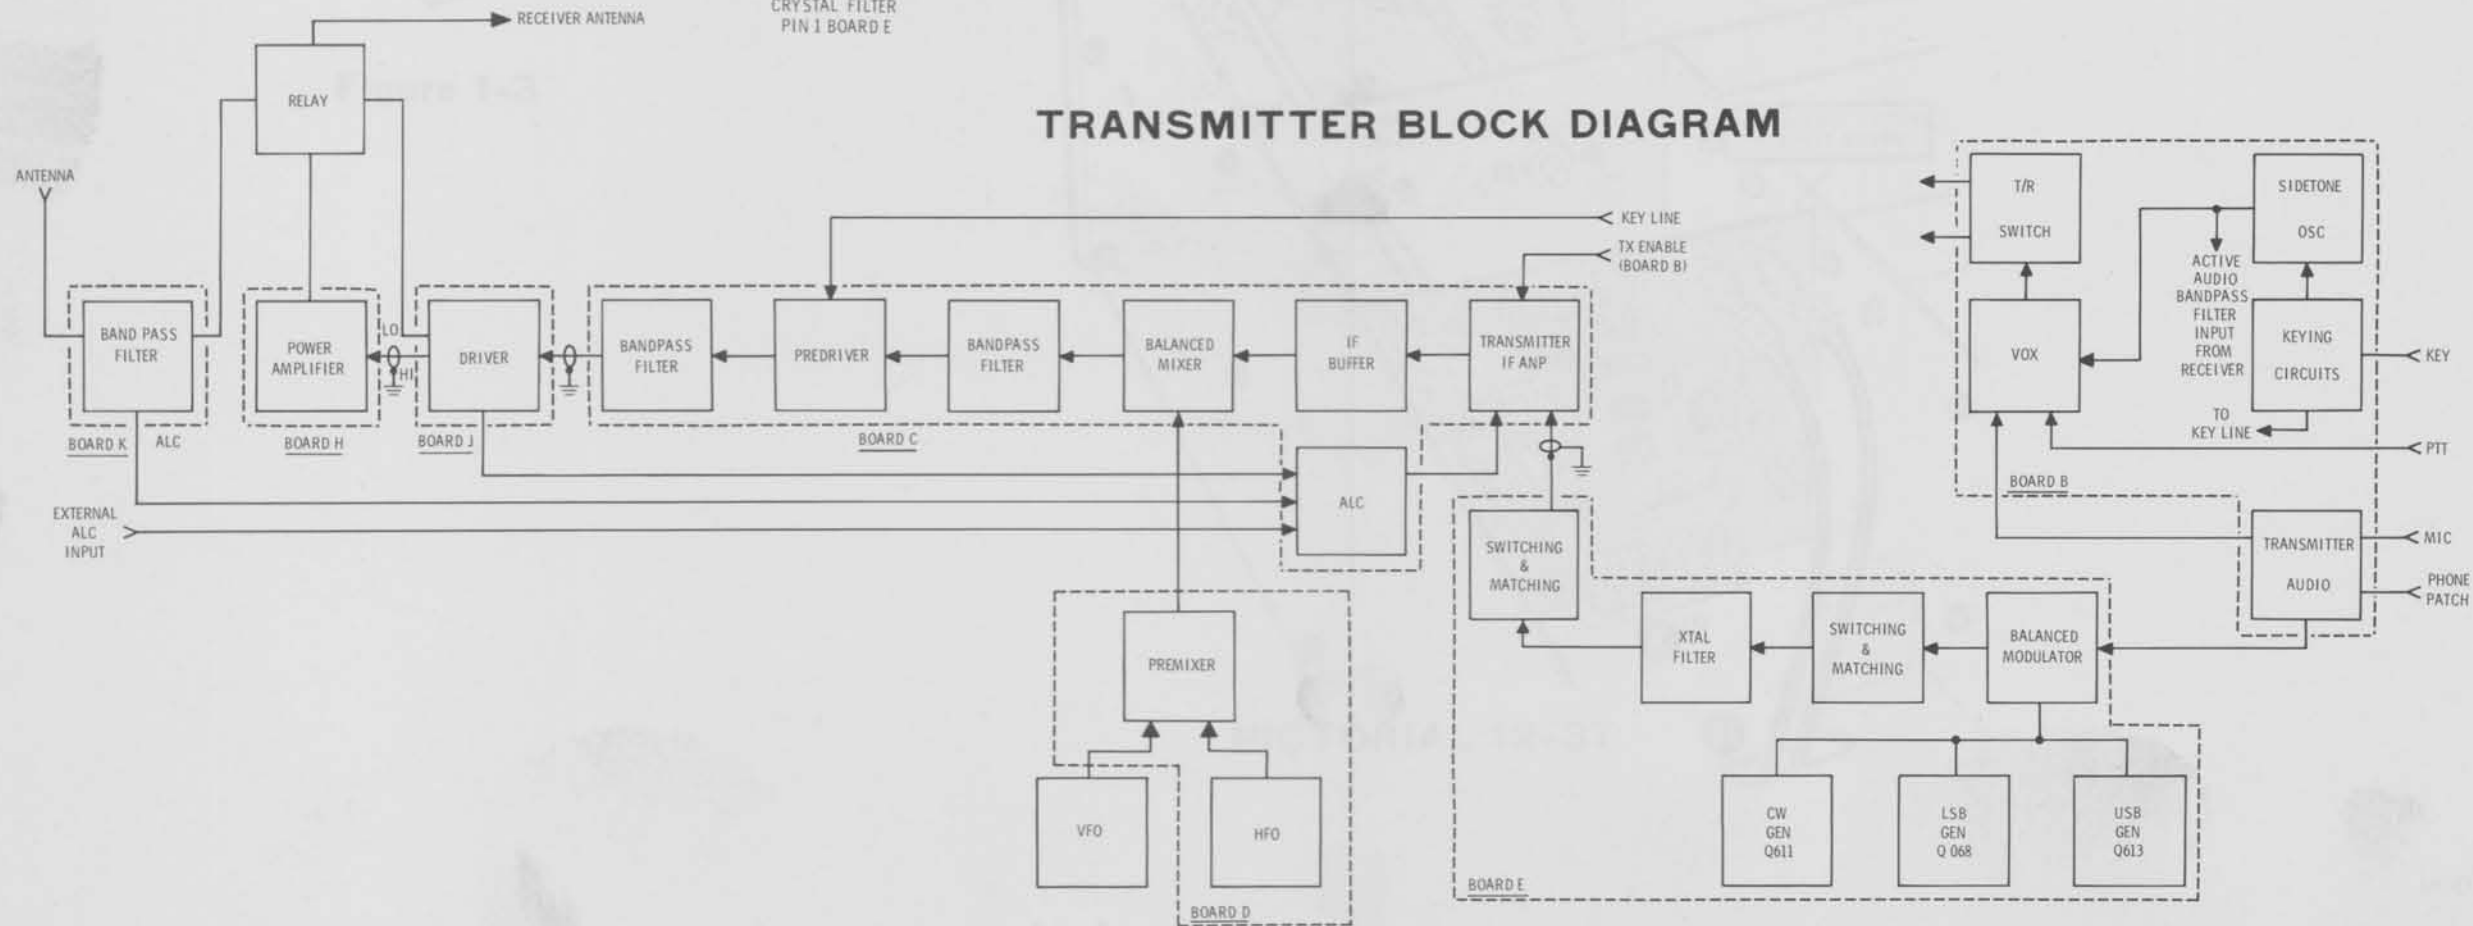 CRYSTAL FILTER
PIN 1 BOARD E
RECEIVER ANTENNA
RELAY
TRANSMITTER BLOCK DIAGRAM
ANTENNA
BAND PASS
FILTER
BOARD K
ALC
POWER
AMPLIFIER
BOARD H
LO
HI
DRIVER
BOARD J
BANDPASS
FILTER
PREDRIVER
BANDPASS
FILTER
BALANCED
MIXER
IF
BUFFER
TRANSMITTER
IF ANP
BOARD C
KEY LINE
TX ENABLE
(BOARD B)
T/R
SWITCH
SIDETONE
OSC
VOX
ACTIVE
AUDIO
BANDPASS
FILTER
INPUT
FROM
RECEIVER
KEYING
CIRCUITS
KEY
TO
KEY LINE
PTT
BOARD B
TRANSMITTER
AUDIO
MIC
PHONE
PATCH
EXTERNAL
ALC
INPUT
ALC
SWITCHING
&
MATCHING
XTAL
FILTER
SWITCHING
&
MATCHING
BALANCED
MODULATOR
PREMIXER
VFO
HFO
BOARD D
CW
GEN
Q611
LSB
GEN
Q 068
USB
GEN
Q613
BOARD E
Figure 1-3